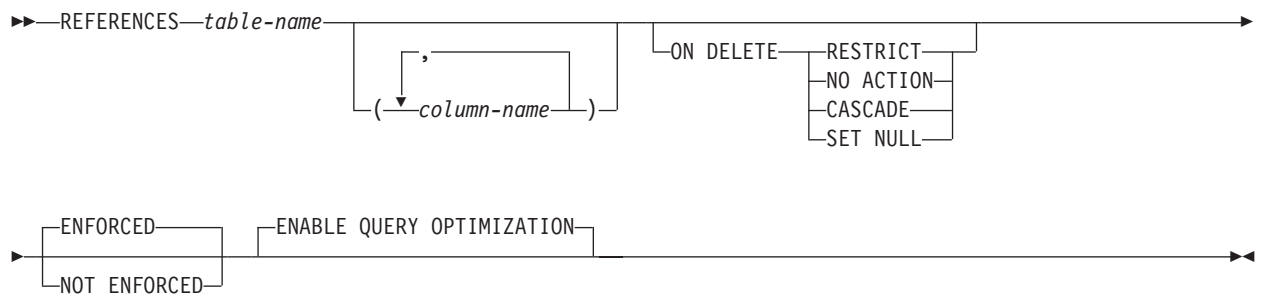 REFERENCES table-name
,
( column-name )
ON DELETE RESTRICT
NO ACTION
CASCADE
SET NULL
ENFORCED
NOT ENFORCED
ENABLE QUERY OPTIMIZATION